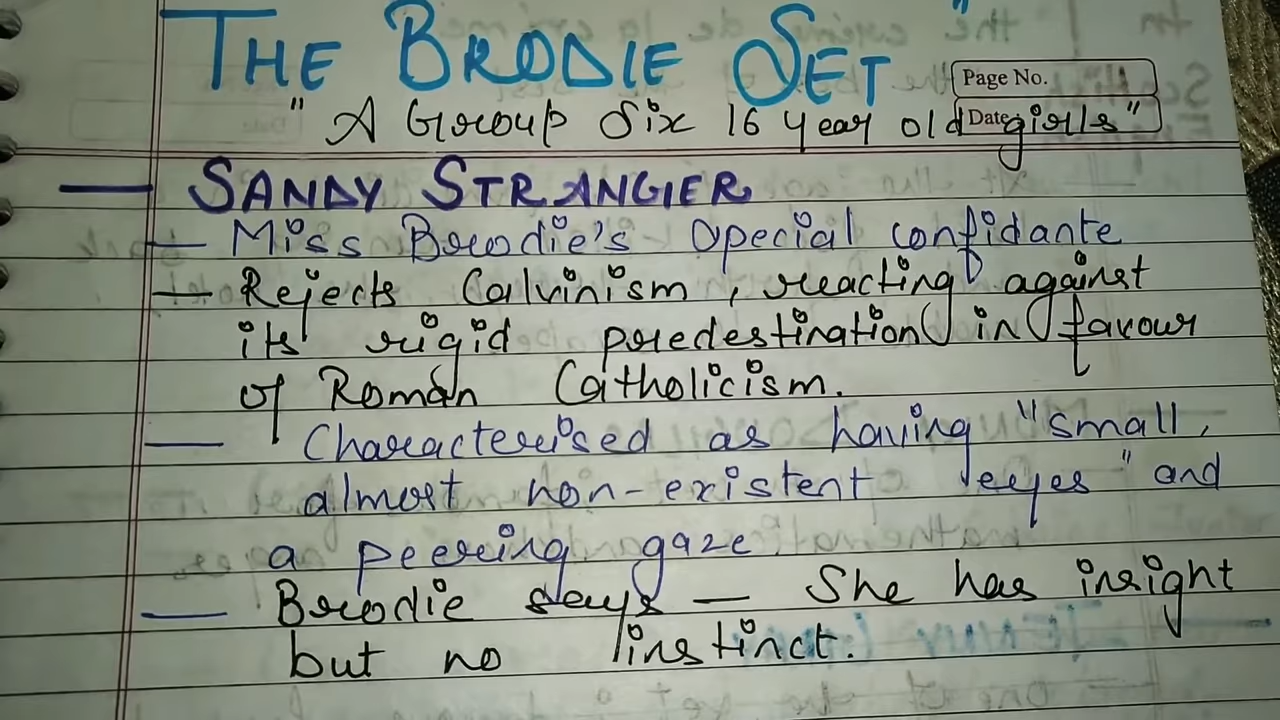 THE BRODIE SET
Page No.
Date
"A Group Six 16 year old girls"
— SANDY STRANGER
— Miss Brodie's special confidante
— Rejects Calvinism, reacting against
its rigid predestination in favour
of Roman Catholicism.
— Characterised as having "small,
almost non-existent eyes" and
a peering gaze
— Brodie says — She has insight
but no instinct.